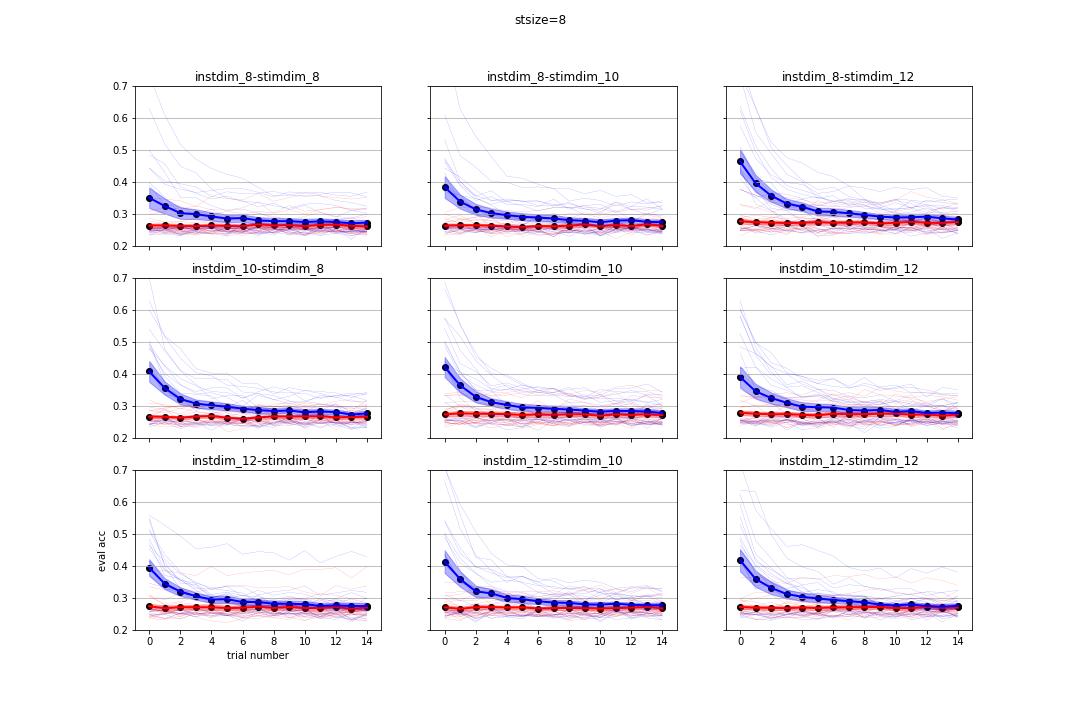 stsize=8
instdim_8-stimdim_8
instdim_8-stimdim_10
instdim_8-stimdim_12
0.7
0.6
0.5
0.4
0.3
0.2
instdim_10-stimdim_8
instdim_10-stimdim_10
instdim_10-stimdim_12
0.7
0.6
0.5
0.4
0.3
0.2
instdim_12-stimdim_8
instdim_12-stimdim_10
instdim_12-stimdim_12
0.7
0.6
0.5
0.4
0.3
0.2
eval acc
0 2 4 6 8 10 12 14
0 2 4 6 8 10 12 14
0 2 4 6 8 10 12 14
trial number